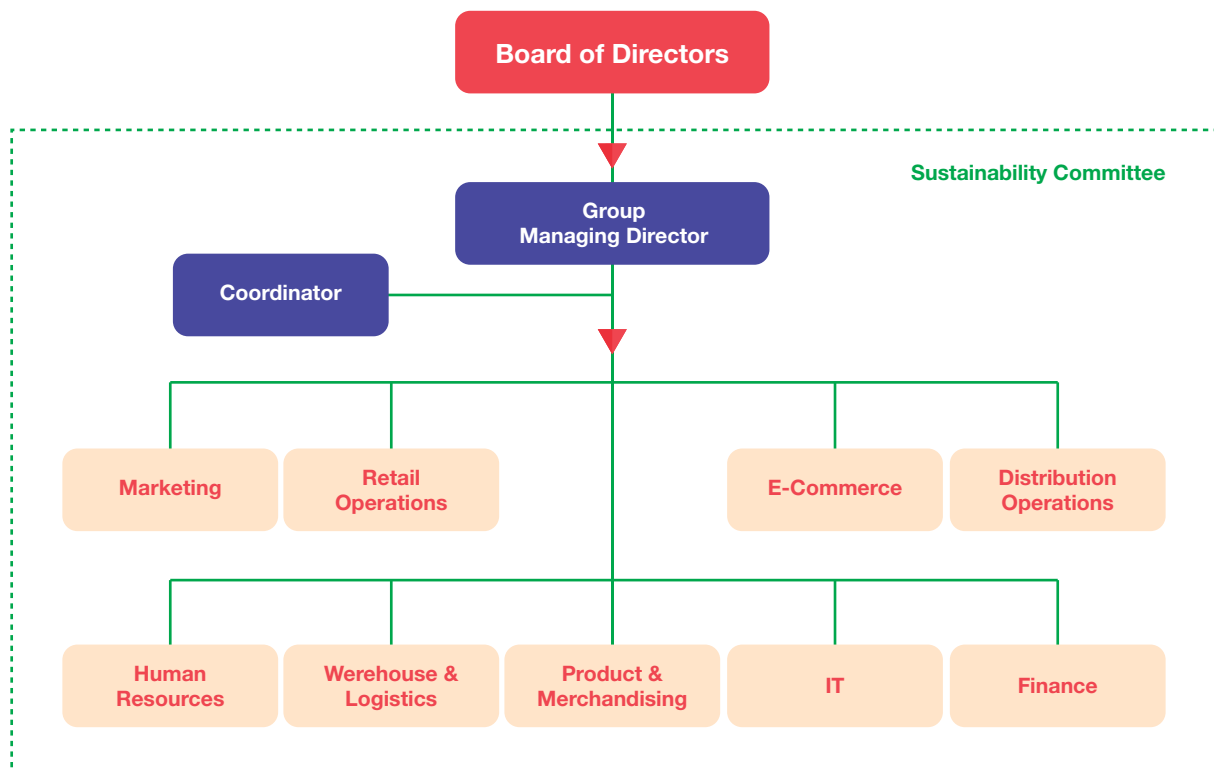 Board of Directors
Sustainability Committee
Group
Managing Director
Coordinator
Marketing
Retail
Operations
E-Commerce
Distribution
Operations
Human
Resources
Werehouse &
Logistics
Product &
Merchandising
IT
Finance